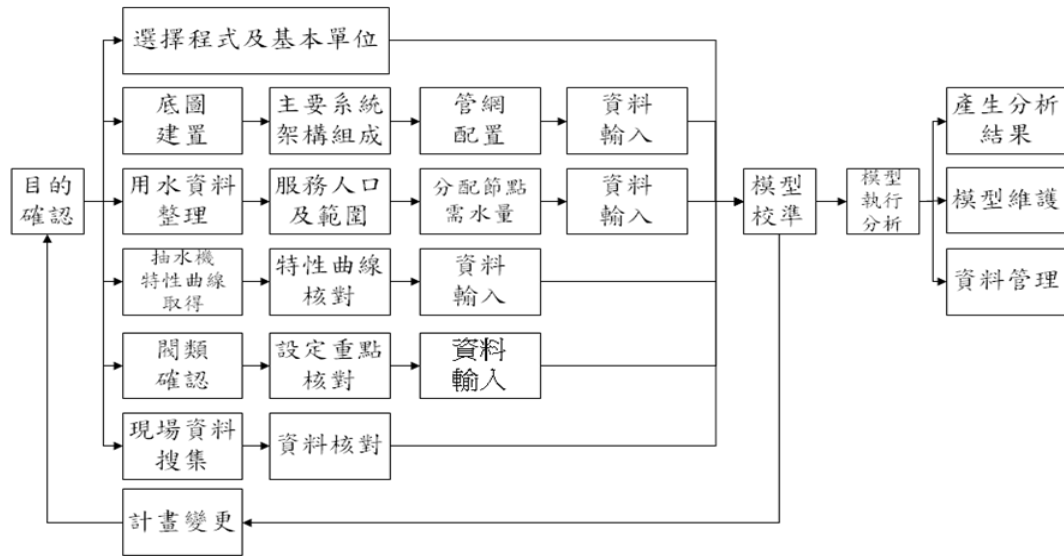 選擇程式及基本單位
底圖
建置
主要系統
架構組成
管網
配置
資料
輸入
產生分析
結果
目的
確認
用水資料
整理
服務人口
及範圍
分配節點
需水量
資料
輸入
模型
校準
模型
執行
分析
模型維護
抽水機
特性曲線
取得
特性曲線
核對
資料
輸入
資料管理
閥類
確認
設定重點
核對
資料
輸入
現場資料
搜集
資料核對
計畫變更